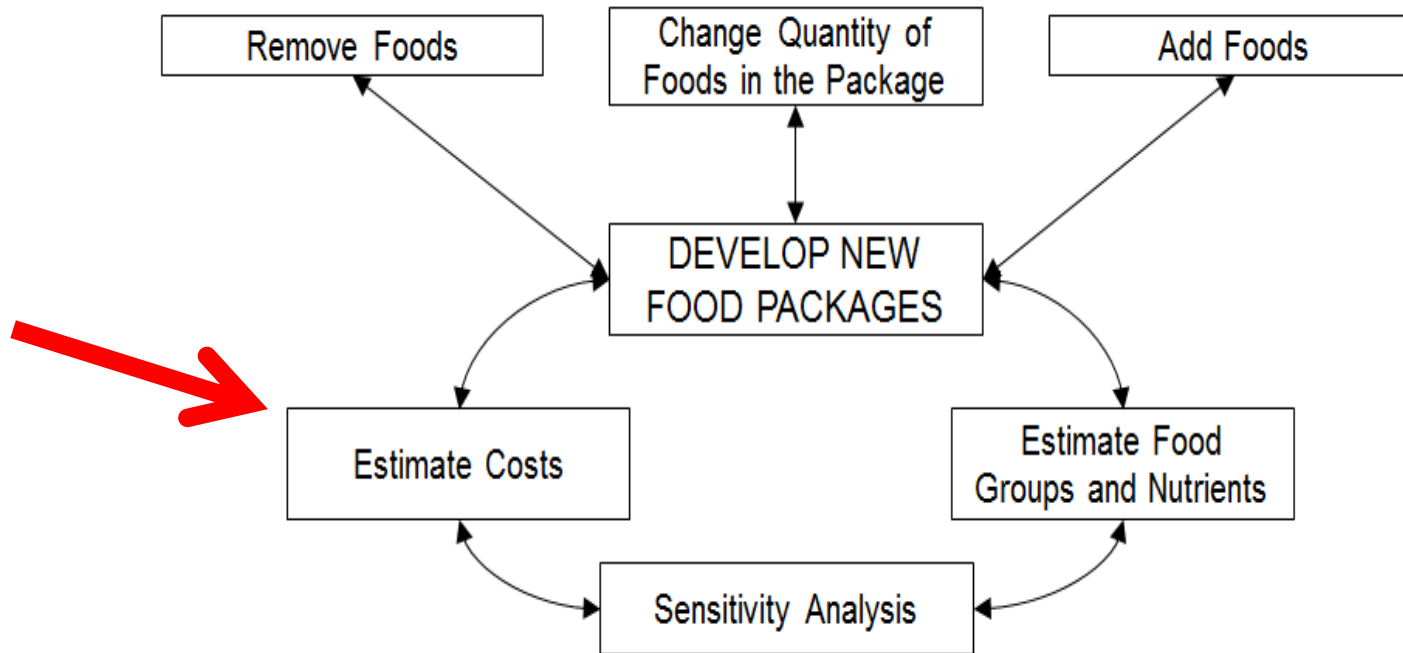 Remove Foods
Change Quantity of
Foods in the Package
Add Foods
DEVELOP NEW
FOOD PACKAGES
Estimate Costs
Estimate Food
Groups and Nutrients
Sensitivity Analysis